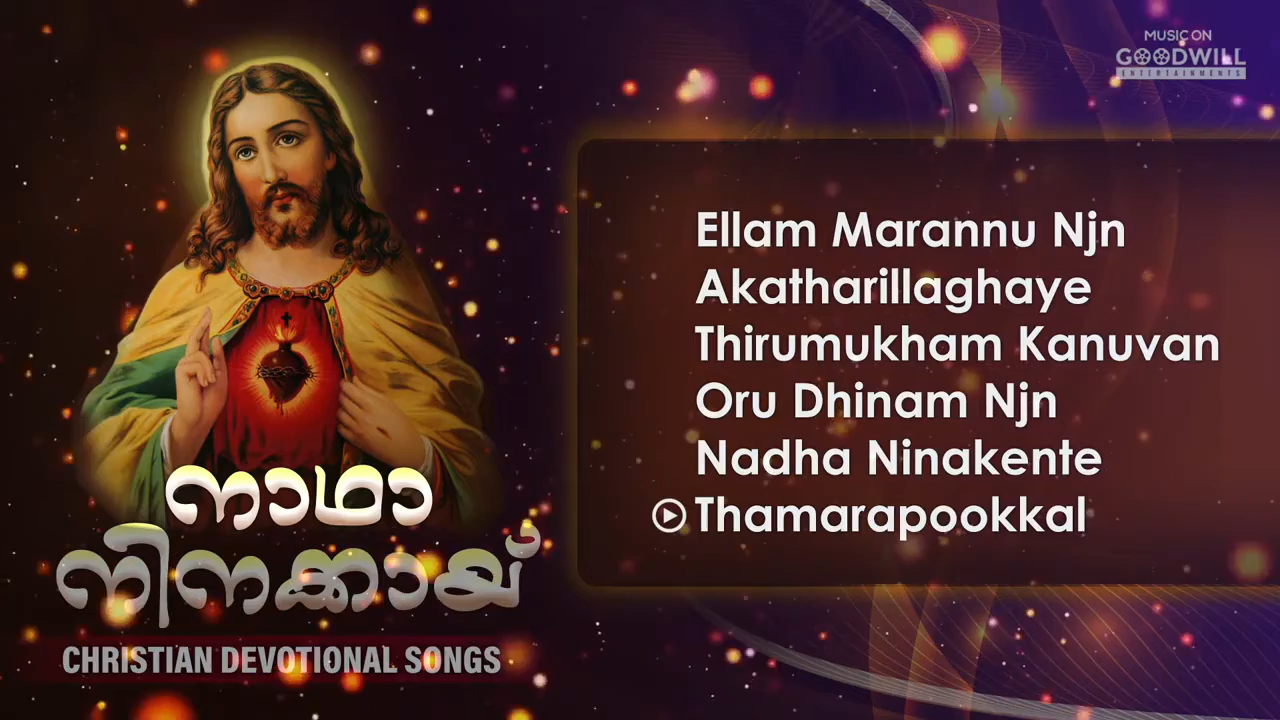 MUSIC ON
GOODWILL
ENTERTAINMENTS
Ellam Marannu Njn
Akatharillaghaye
Thirumukham Kanuvan
Oru Dhinam Njn
Nadha Ninakente
Thamarapookkal
നാഥാ
നിനക്കായ്
CHRISTIAN DEVOTIONAL SONGS